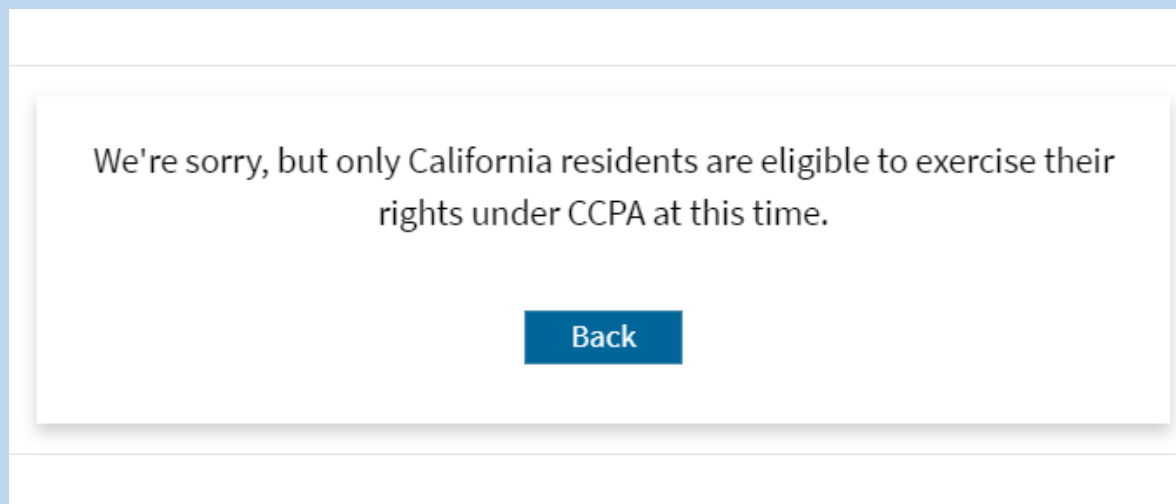 We're sorry, but only California residents are eligible to exercise their
rights under CCPA at this time.
Back